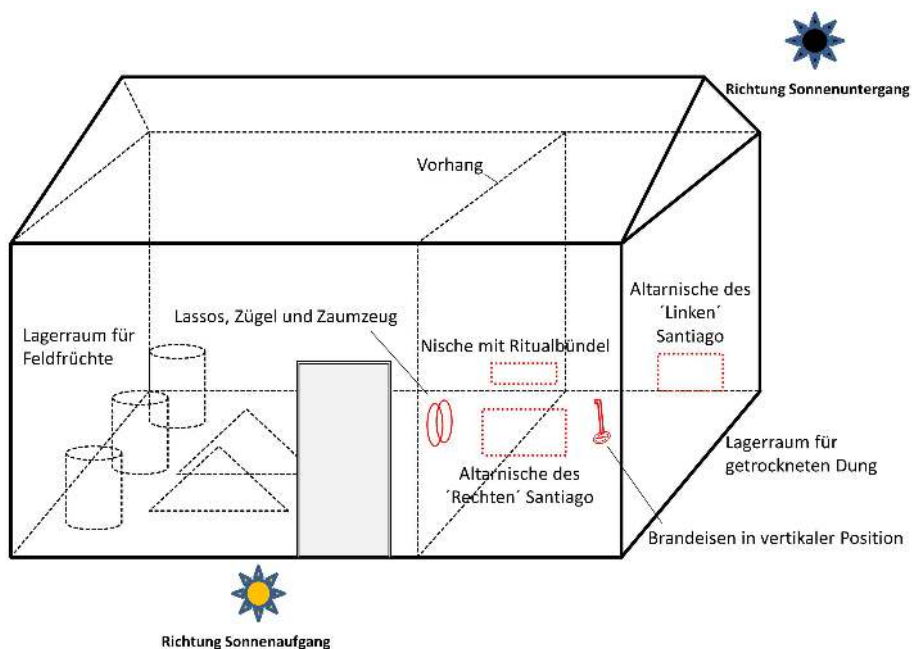 Richtung Sonnenuntergang
Vorhang
Altarnische des
´Linken´
Santiago
Lassos, Zügel und Zaumzeug
Lagerraum für
Feldfrüchte
Nische mit Ritualbündel
Lagerraum für
getrockneten Dung
Altarnische des
´Rechten´ Santiago
Brandeisen in vertikaler Position
Richtung Sonnenaufgang